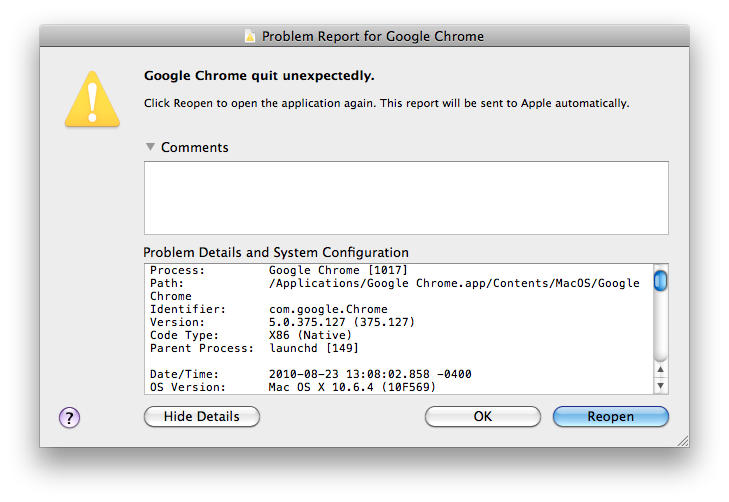 Problem Report for Google Chrome
Google Chrome quit unexpectedly.
Click Reopen to open the application again. This report will be sent to Apple automatically.
Comments
Problem Details and System Configuration
Process: Google Chrome [1017]
Path: /Applications/Google Chrome.app/Contents/MacOS/Google
Chrome
Identifier: com.google.Chrome
Version: 5.0.375.127 (375.127)
Code Type: X86 (Native)
Parent Process: launchd [149]
Date/Time: 2010-08-23 13:08:02.858 -0400
OS Version: Mac OS X 10.6.4 (10F569)
? Hide Details OK Reopen